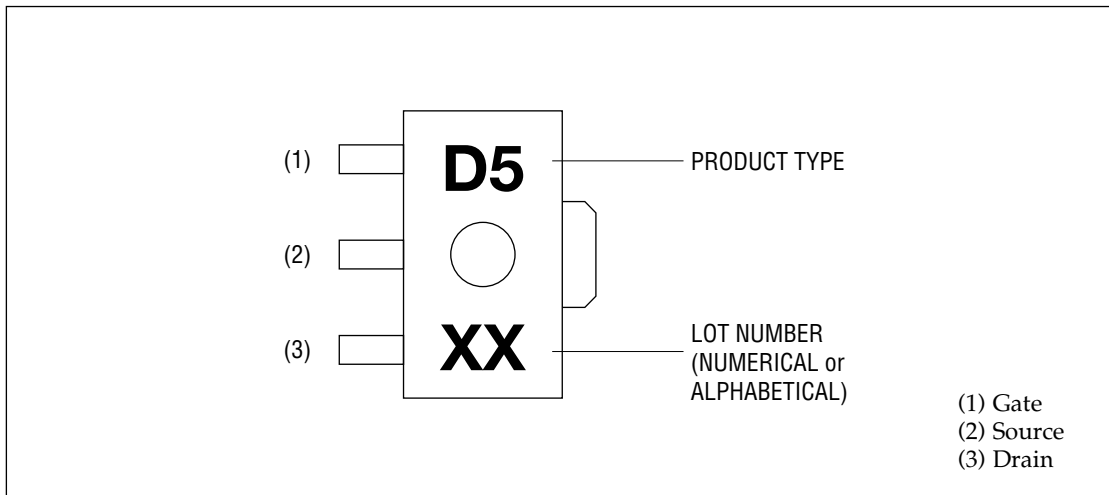 (1)
D5
PRODUCT TYPE
(2)
(3)
XX
LOT NUMBER
(NUMERICAL or
ALPHABETICAL)
(1) Gate
(2) Source
(3) Drain